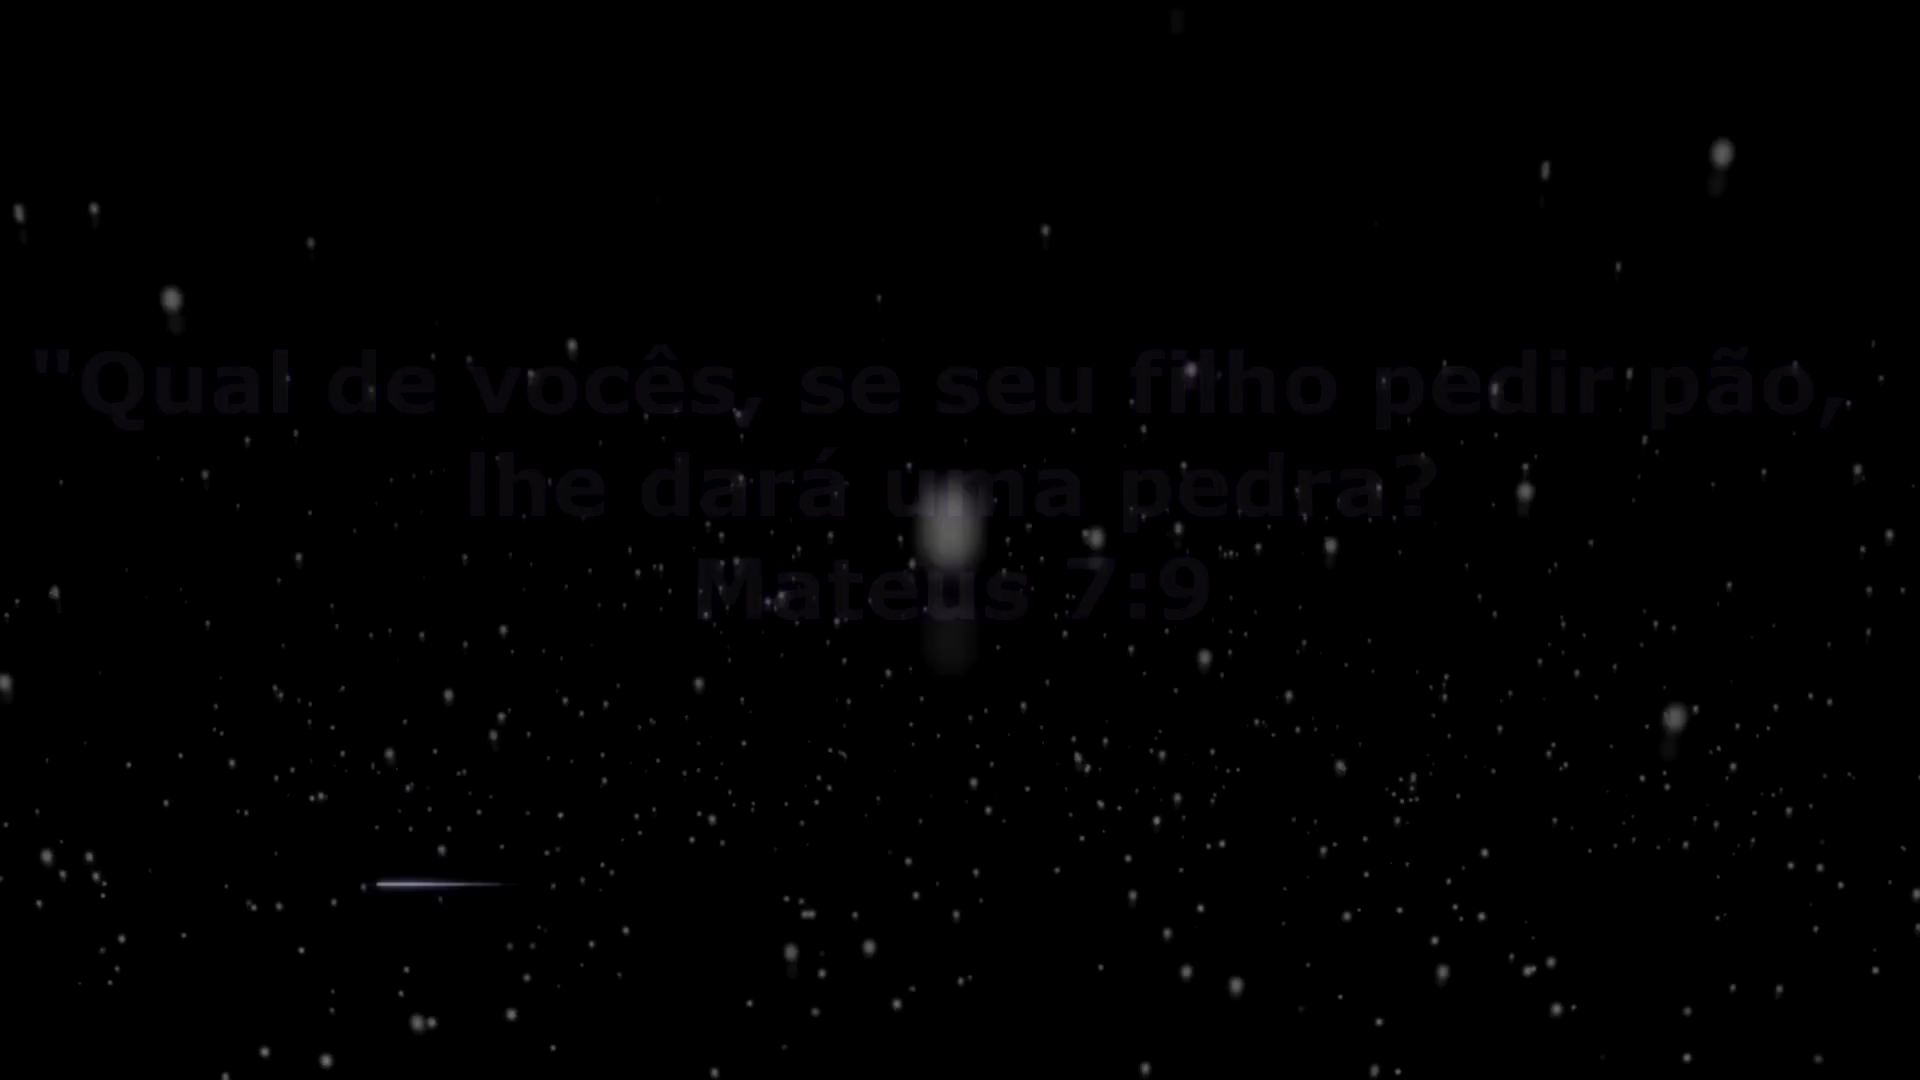 "Qual de vocês, se seu filho pedir pão,
lhe dará uma pedra?
Mateus 7:9